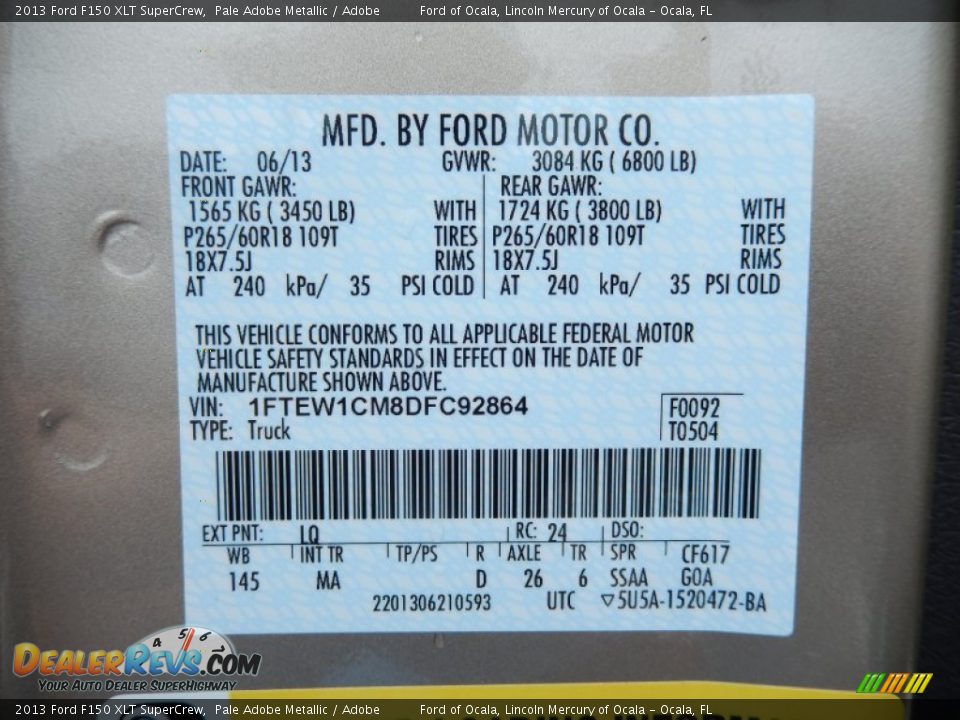 2013 Ford F150 XLT SuperCrew, Pale Adobe Metallic / Adobe Ford of Ocala, Lincoln Mercury of Ocala - Ocala, FL
MFD. BY FORD MOTOR CO.
DATE: 06/13 GVWR: 3084 KG ( 6800 LB)
FRONT GAWR: REAR GAWR:
1565 KG ( 3450 LB) WITH 1724 KG ( 3800 LB) WITH
P265/60R18 109T TIRES P265/60R18 109T TIRES
18X7.5J RIMS 18X7.5J RIMS
AT 240 kPa/ 35 PSI COLD AT 240 kPa/ 35 PSI COLD
THIS VEHICLE CONFORMS TO ALL APPLICABLE FEDERAL MOTOR
VEHICLE SAFETY STANDARDS IN EFFECT ON THE DATE OF
MANUFACTURE SHOWN ABOVE.
VIN: 1FTEW1CM8DFC92864 F0092
TYPE: Truck T0504
EXT PNT: LQ RC: 24 DSO:
WB INT TR TP/PS R AXLE TR SPR CF617
145 MA D 26 6 SSAA GOA
2201306210593 UTC ▽5U5A-1520472-BA
4 5 6
DEALERREVS.COM
YOUR AUTO DEALER SUPERHIGHWAY
2013 Ford F150 XLT SuperCrew, Pale Adobe Metallic / Adobe Ford of Ocala, Lincoln Mercury of Ocala - Ocala, FL